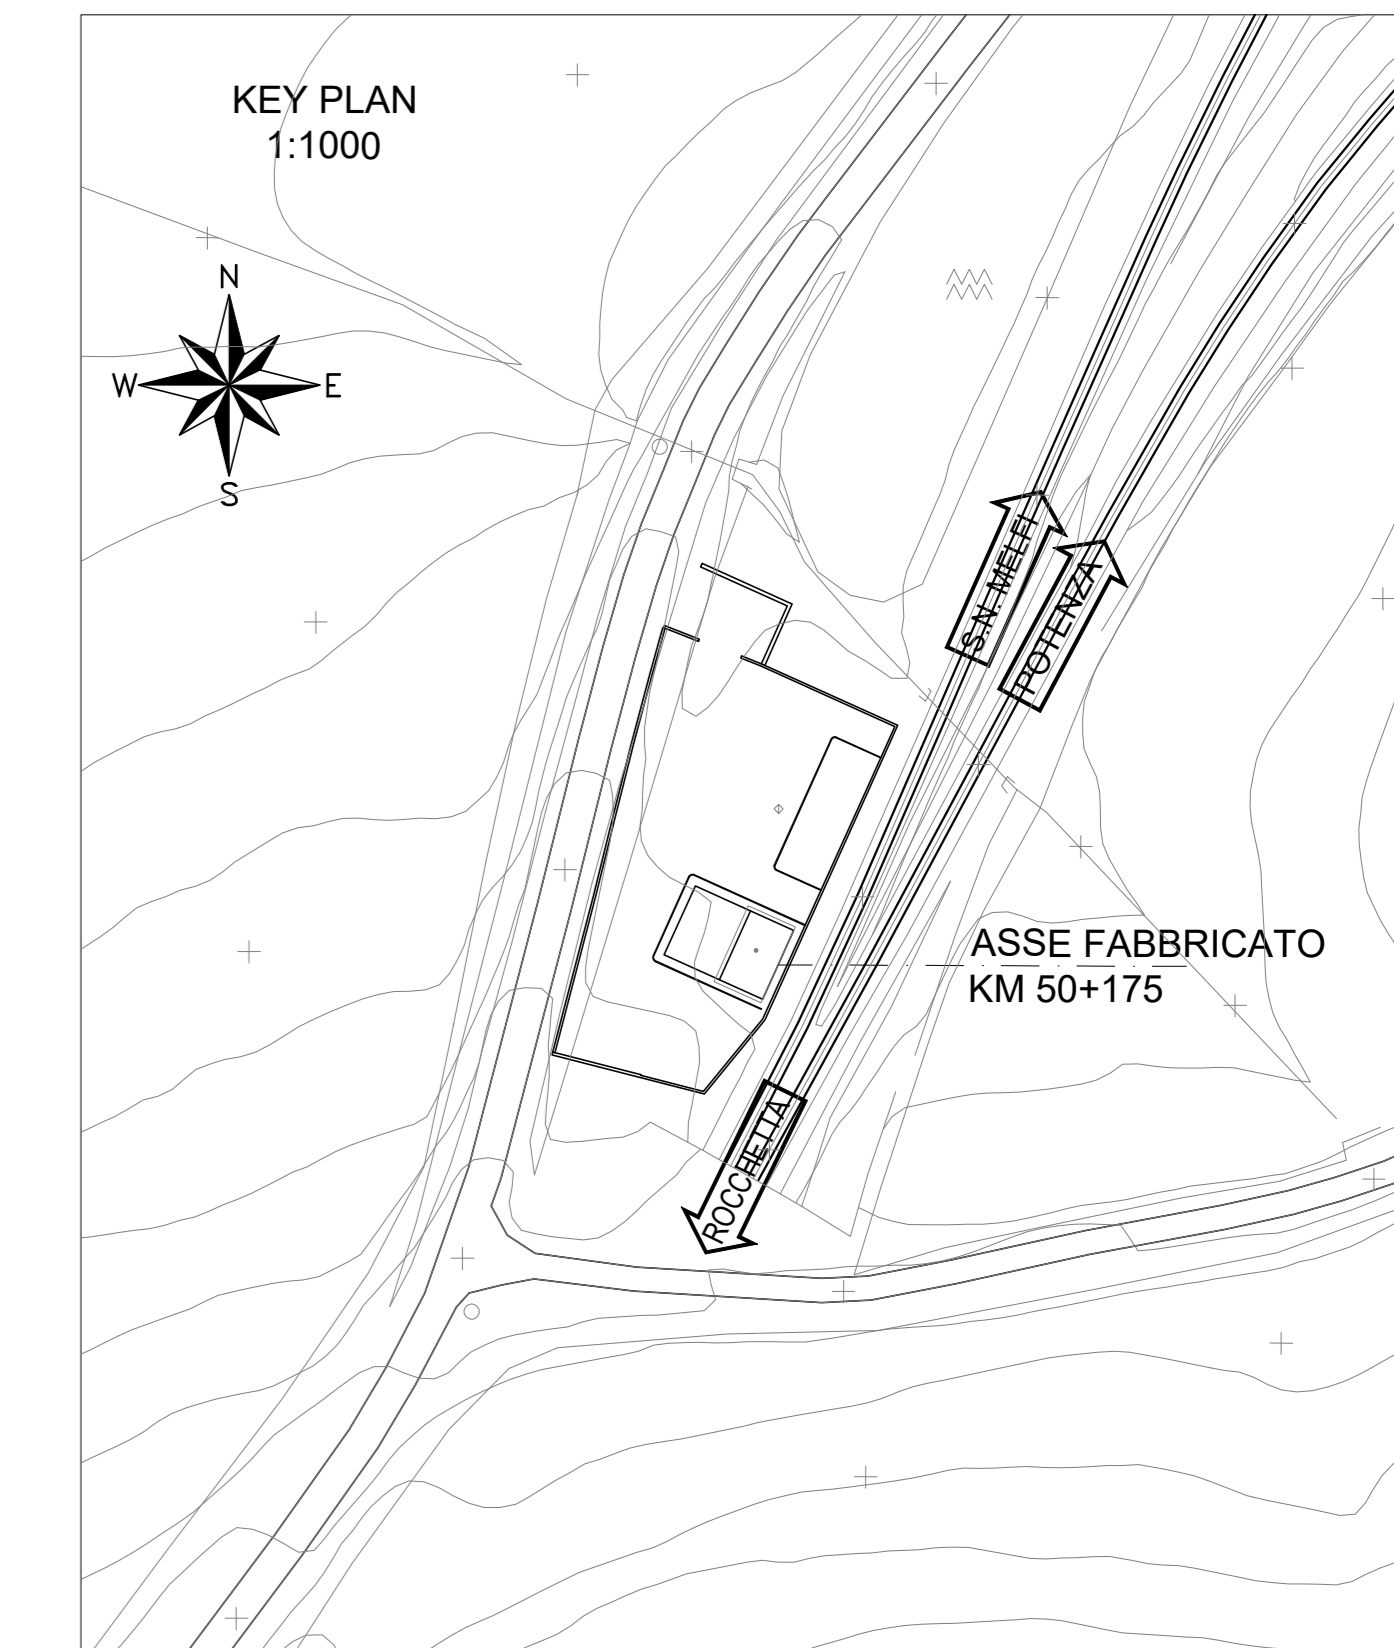 KEY PLAN
1:1000
N
W
E
S
S.N. MELFI
POTENZA
ASSE FABBRICATO
KM 50+175
ROCCHETTA